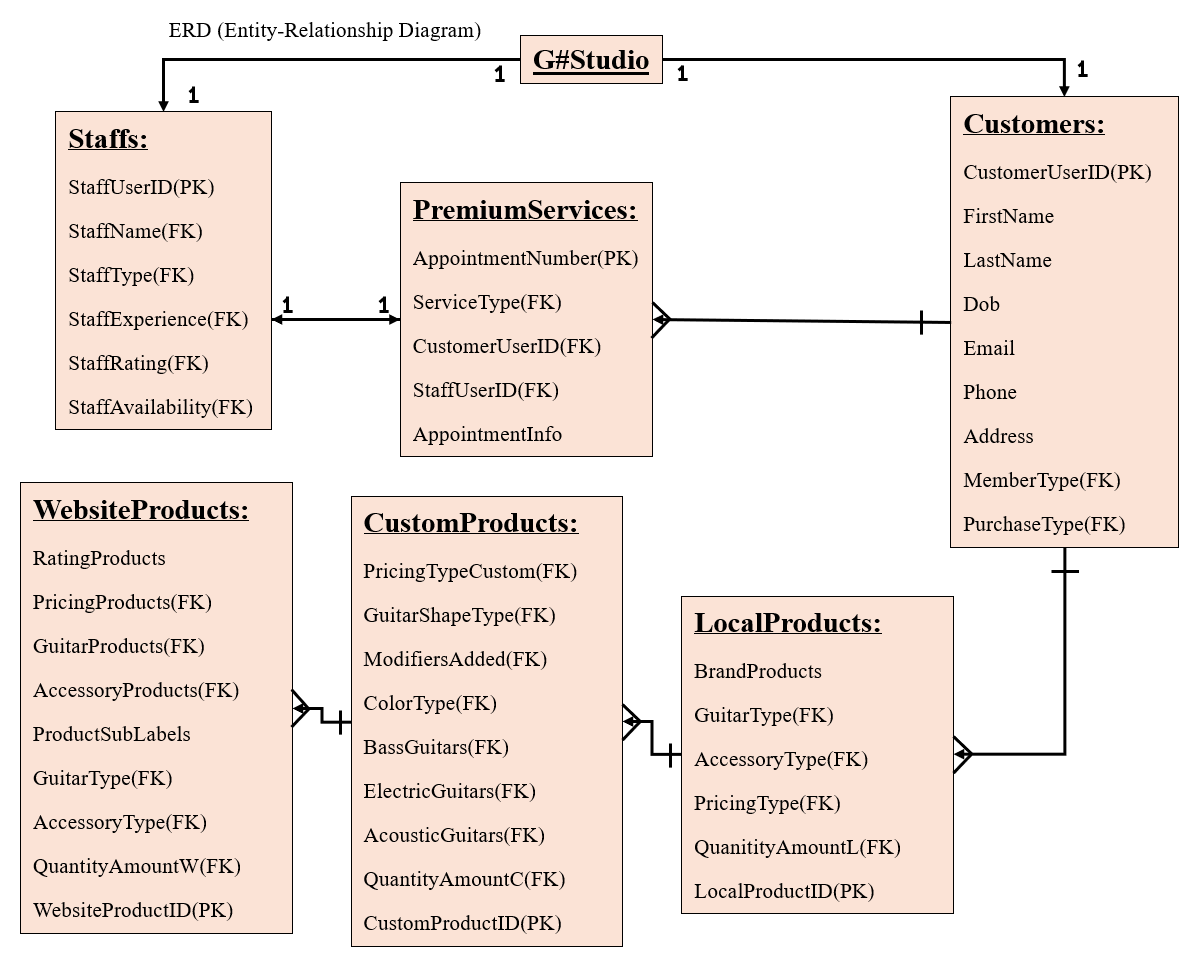 ERD (Entity-Relationship Diagram)
G#Studio
1
1
1
1
Staffs:
StaffUserID(PK)
StaffName(FK)
StaffType(FK)
StaffExperience(FK)
StaffRating(FK)
StaffAvailability(FK)
1
1
PremiumServices:
AppointmentNumber(PK)
ServiceType(FK)
CustomerUserID(FK)
StaffUserID(FK)
AppointmentInfo
Customers:
CustomerUserID(PK)
FirstName
LastName
Dob
Email
Phone
Address
MemberType(FK)
PurchaseType(FK)
WebsiteProducts:
RatingProducts
PricingProducts(FK)
GuitarProducts(FK)
AccessoryProducts(FK)
ProductSubLabels
GuitarType(FK)
AccessoryType(FK)
QuantityAmountW(FK)
WebsiteProductID(PK)
CustomProducts:
PricingTypeCustom(FK)
GuitarShapeType(FK)
ModifiersAdded(FK)
ColorType(FK)
BassGuitars(FK)
ElectricGuitars(FK)
AcousticGuitars(FK)
QuantityAmountC(FK)
CustomProductID(PK)
LocalProducts:
BrandProducts
GuitarType(FK)
AccessoryType(FK)
PricingType(FK)
QuanitityAmountL(FK)
LocalProductID(PK)